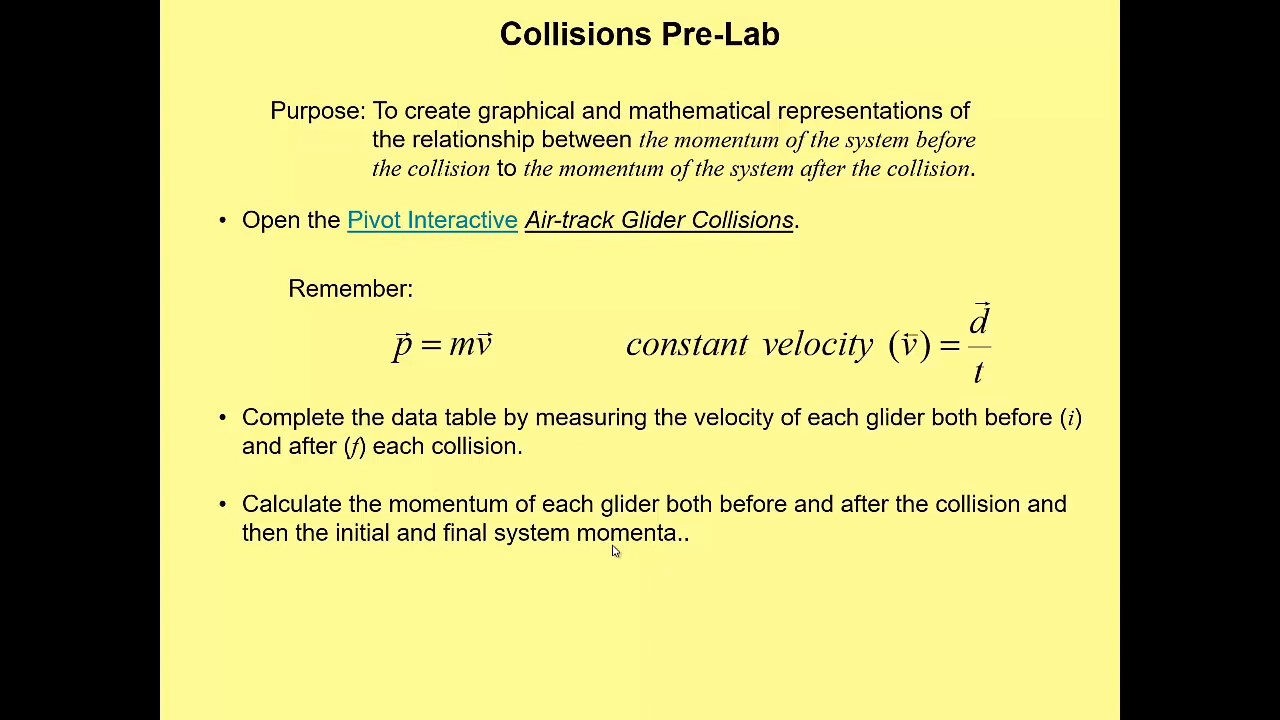 Collisions Pre-Lab
Purpose: To create graphical and mathematical representations of
the relationship between the momentum of the system before
the collision to the momentum of the system after the collision.
• Open the Pivot Interactive Air-track Glider Collisions.
Remember:
p⃗ = mv⃗ constant velocity (v⃗) = d⃗/t
• Complete the data table by measuring the velocity of each glider both before (i)
and after (f) each collision.
• Calculate the momentum of each glider both before and after the collision and
then the initial and final system momenta..